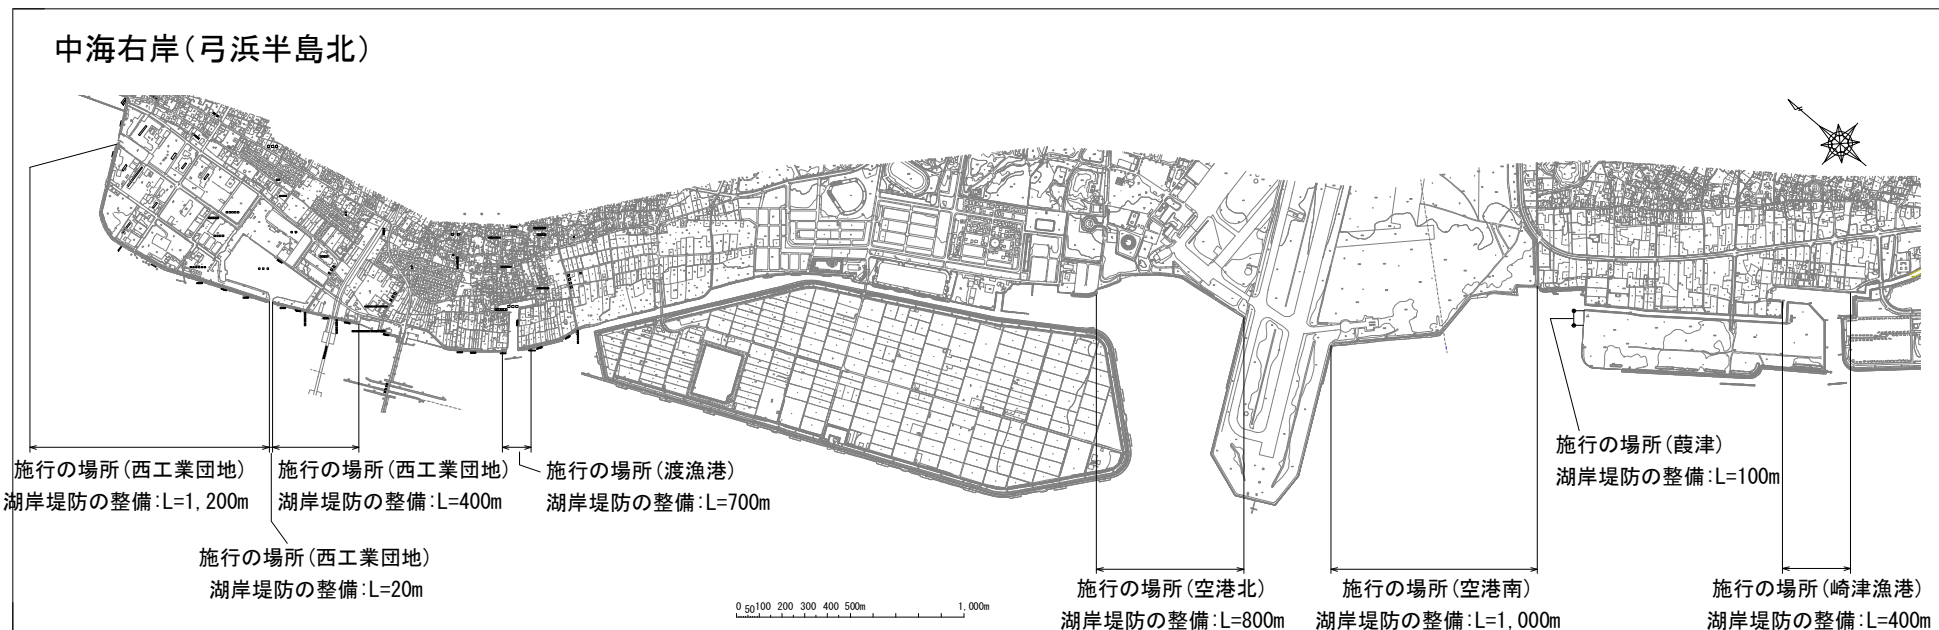 中海右岸(弓浜半島北)
施行の場所(西工業団地)
湖岸堤防の整備:L=1,200m
施行の場所(西工業団地)
湖岸堤防の整備:L=400m
施行の場所(渡漁港)
湖岸堤防の整備:L=700m
施行の場所(葭津)
湖岸堤防の整備:L=100m
施行の場所(西工業団地)
湖岸堤防の整備:L=20m
施行の場所(空港北)
湖岸堤防の整備:L=800m
施行の場所(空港南)
湖岸堤防の整備:L=1,000m
施行の場所(崎津漁港)
湖岸堤防の整備:L=400m
0 50 100 200 300 400 500m 1,000m